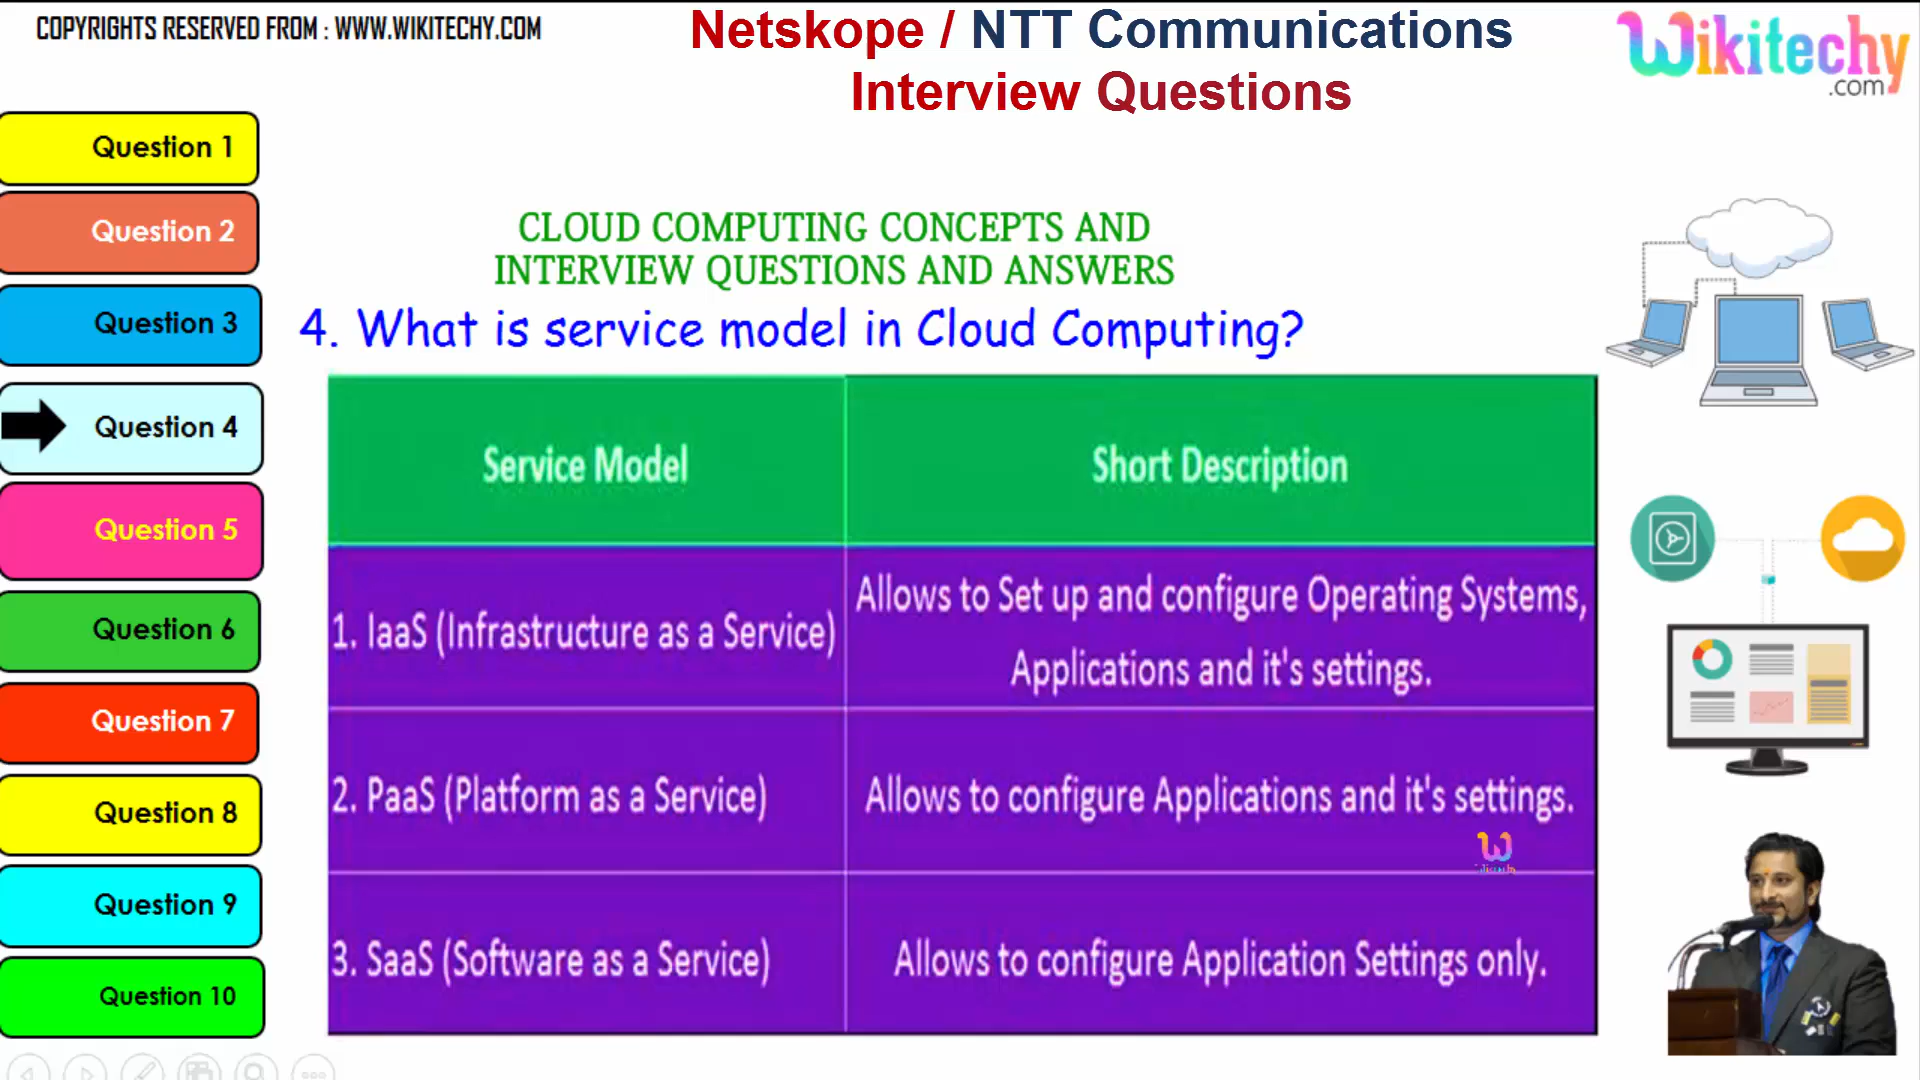 COPYRIGHTS RESERVED FROM : WWW.WIKITECHY.COM
Netskope / NTT Communications
Interview Questions
Wikitechy
.com
Question 1
Question 2
Question 3
Question 4
Question 5
Question 6
Question 7
Question 8
Question 9
Question 10
CLOUD COMPUTING CONCEPTS AND
INTERVIEW QUESTIONS AND ANSWERS
4. What is service model in Cloud Computing?
Service Model
Short Description
1. IaaS (Infrastructure as a Service)
Allows to Set up and configure Operating Systems,
Applications and it's settings.
2. PaaS (Platform as a Service)
Allows to configure Applications and it's settings.
3. SaaS (Software as a Service)
Allows to configure Application Settings only.